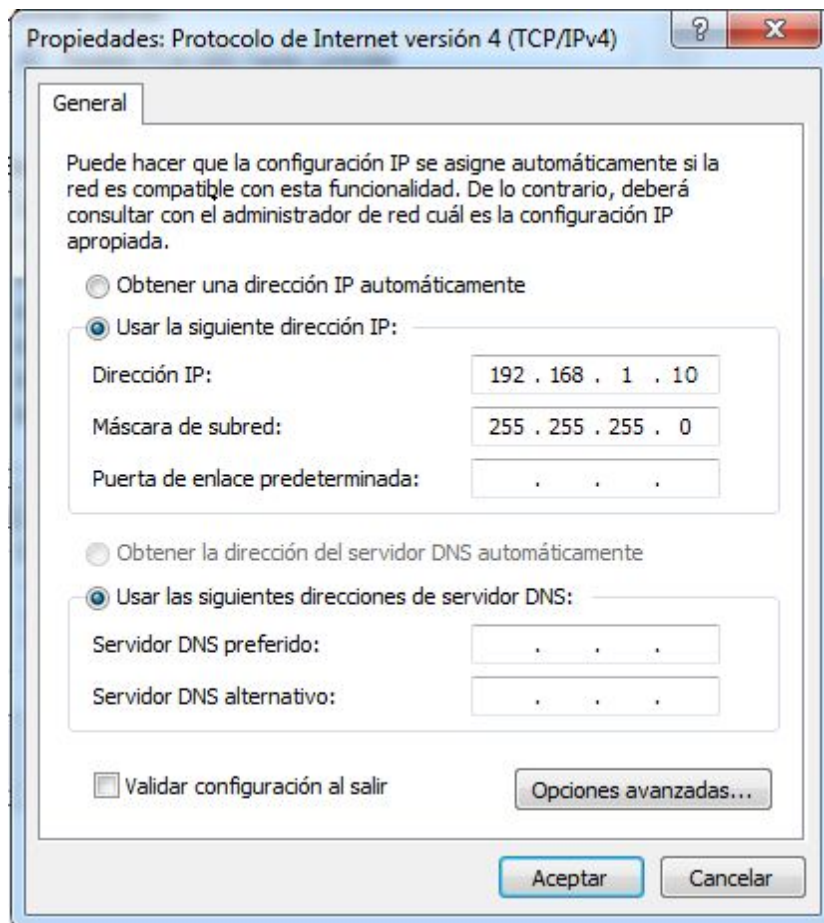 Propiedades: Protocolo de Internet versión 4 (TCP/IPv4)
General
Puede hacer que la configuración IP se asigne automáticamente si la
red es compatible con esta funcionalidad. De lo contrario, deberá
consultar con el administrador de red cuál es la configuración IP
apropiada.
Obtener una dirección IP automáticamente
Usar la siguiente dirección IP:
Dirección IP: 192 . 168 . 1 . 10
Máscara de subred: 255 . 255 . 255 . 0
Puerta de enlace predeterminada: . . .
Obtener la dirección del servidor DNS automáticamente
Usar las siguientes direcciones de servidor DNS:
Servidor DNS preferido: . . .
Servidor DNS alternativo: . . .
Validar configuración al salir Opciones avanzadas...
Aceptar Cancelar